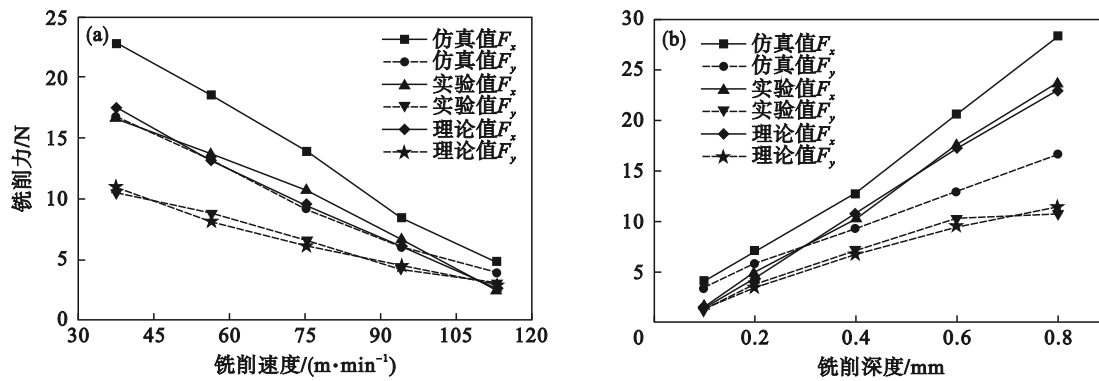 (a)
仿真值Fx
仿真值Fy
实验值Fx
实验值Fy
理论值Fx
理论值Fy
25
20
15
10
5
0
铣削力/N
30 45 60 75 90 105 120
铣削速度/(m·min⁻¹)
(b)
仿真值Fx
仿真值Fy
实验值Fx
实验值Fy
理论值Fx
理论值Fy
30
25
20
15
10
5
0
0.2 0.4 0.6 0.8
铣削深度/mm